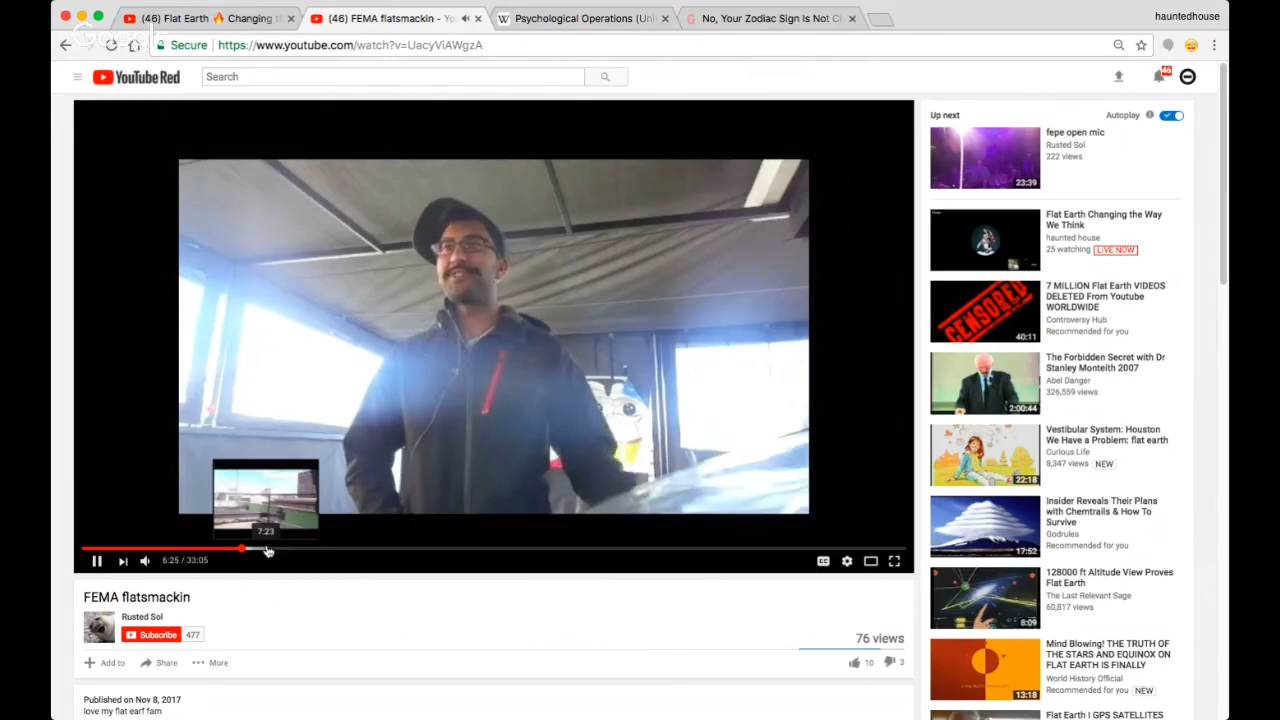 (46) Flat Earth 🔥 Changing th
(46) FEMA flatsmackin - Yo
Psychological Operations (Uni
No, Your Zodiac Sign Is Not C
hauntedhouse
Google
Secure
https://www.youtube.com/watch?v=UacyViAWgzA
YouTube Red
Search
46
7:23
6:25 / 33:05
CC
FEMA flatsmackin
Rusted Sol
Subscribe 477
76 views
Add to
Share
More
10
3
Published on Nov 8, 2017
love my flat earf fam
Up next
Autoplay
fepe open mic
Rusted Sol
222 views
23:39
Flat Earth Changing the Way
We Think
haunted house
25 watching LIVE NOW
7 MILLION Flat Earth VIDEOS
DELETED From Youtube
WORLDWIDE
Controversy Hub
Recommended for you
CENSORED
40:11
The Forbidden Secret with Dr
Stanley Monteith 2007
Abel Danger
326,559 views
2:00:44
Vestibular System: Houston
We Have a Problem: flat earth
Curious Life
8,347 views NEW
22:18
Insider Reveals Their Plans
with Chemtrails & How To
Survive
Godrules
Recommended for you
17:52
128000 ft Altitude View Proves
Flat Earth
The Last Relevant Sage
60,817 views
8:09
Mind Blowing! THE TRUTH OF
THE STARS AND EQUINOX ON
FLAT EARTH IS FINALLY
World History Official
Recommended for you NEW
13:18
Flat Earth I GPS SATELLITES